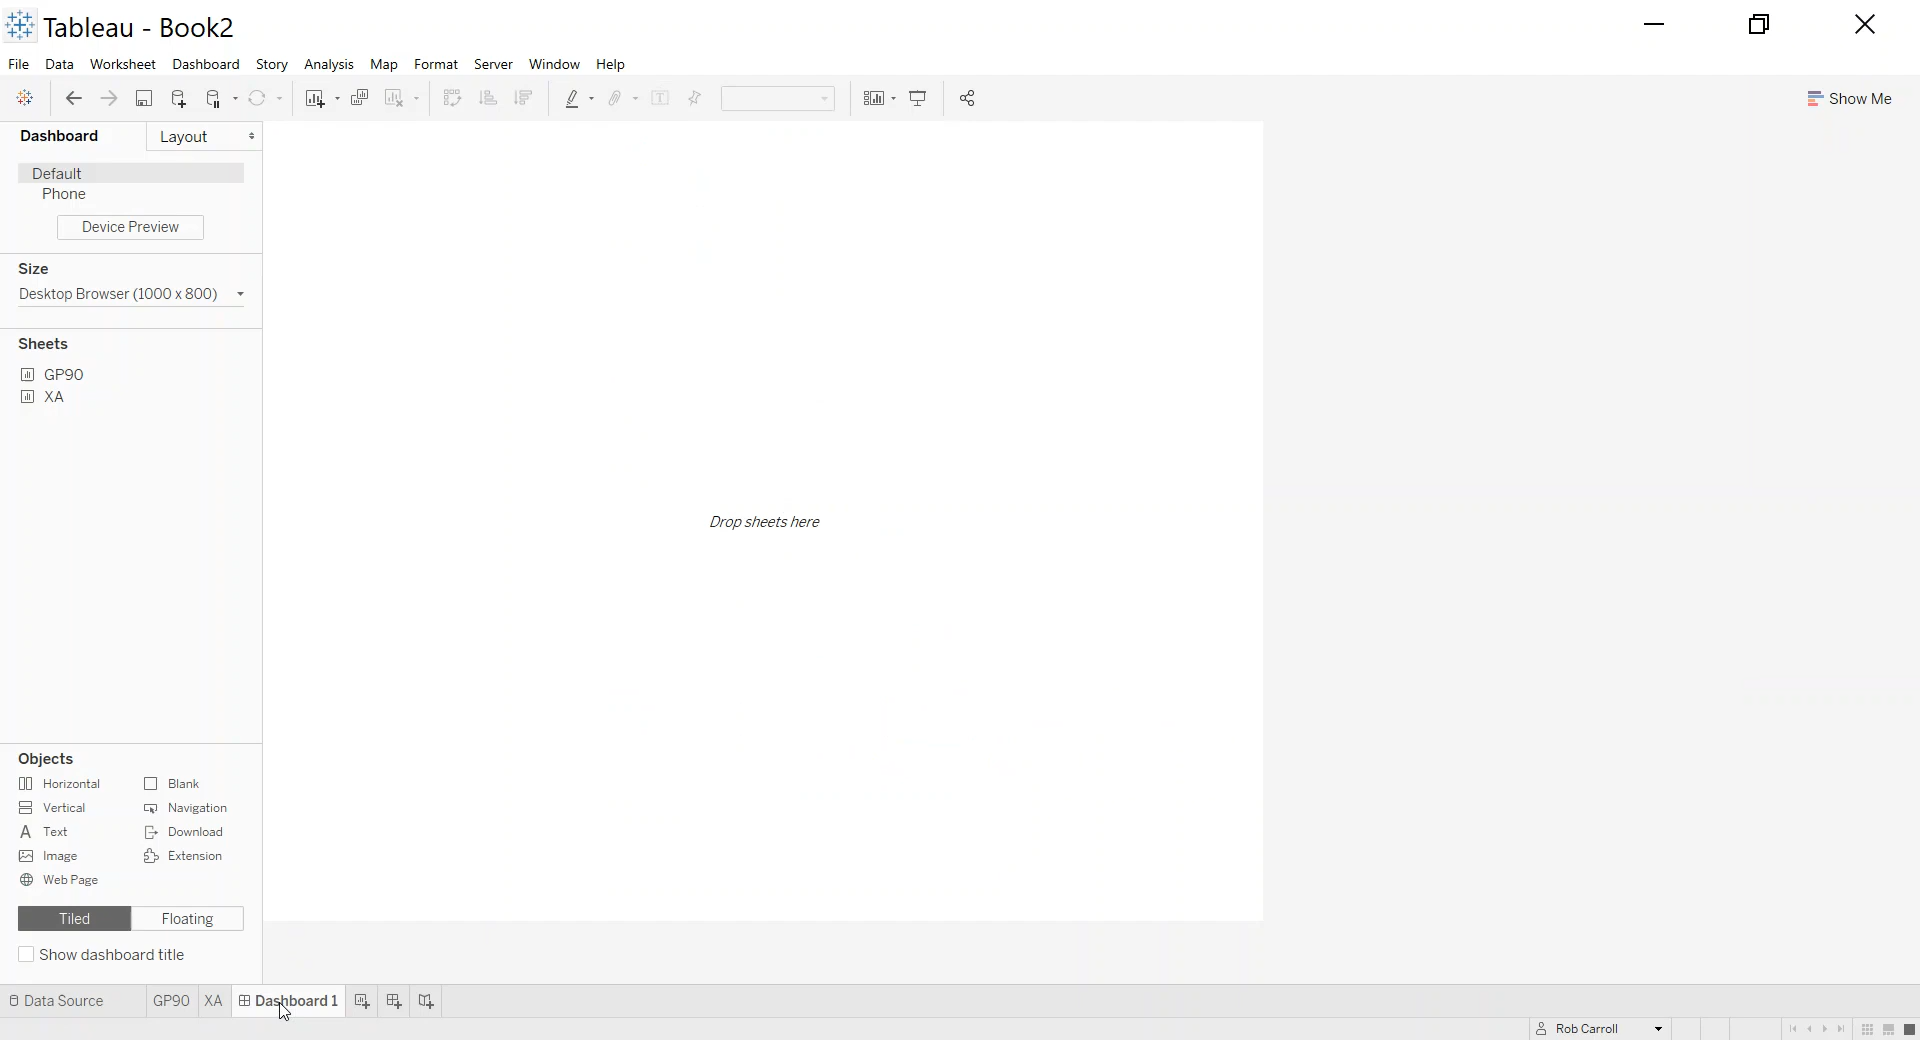 Tableau - Book2
File Data Worksheet Dashboard Story Analysis Map Format Server Window Help
Show Me
Dashboard Layout
Default
Phone
Device Preview
Size
Desktop Browser (1000 x 800)
Sheets
GP90
XA
Drop sheets here
Objects
Horizontal Blank
Vertical Navigation
Text Download
Image Extension
Web Page
Tiled Floating
Show dashboard title
Data Source GP90 XA Dashboard 1
Rob Carroll